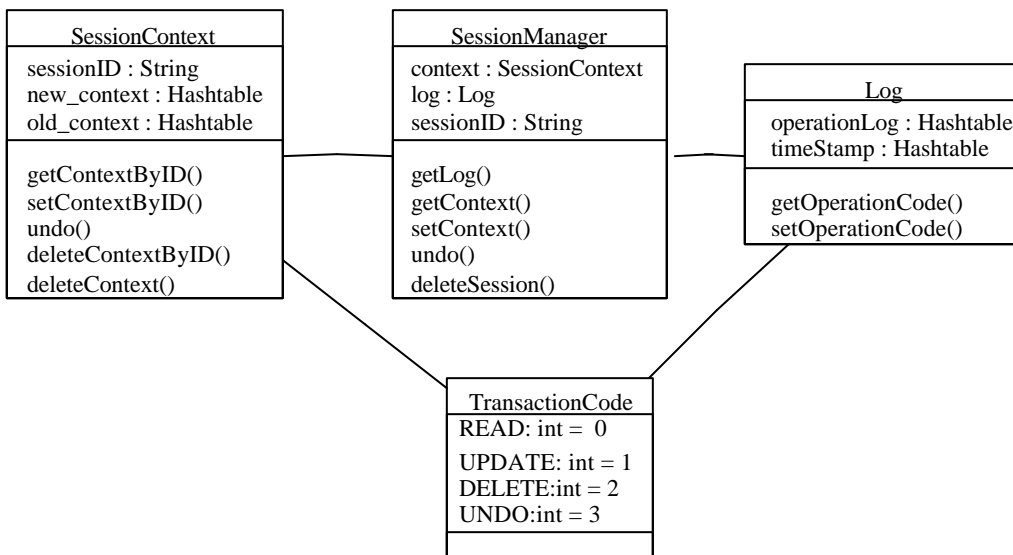 SessionContext
sessionID : String
new_context : Hashtable
old_context : Hashtable
getContextByID()
setContextByID()
undo()
deleteContextByID()
deleteContext()
SessionManager
context : SessionContext
log : Log
sessionID : String
getLog()
getContext()
setContext()
undo()
deleteSession()
Log
operationLog : Hashtable
timeStamp : Hashtable
getOperationCode()
setOperationCode()
TransactionCode
READ: int =  0
UPDATE: int = 1
DELETE:int = 2
UNDO:int = 3